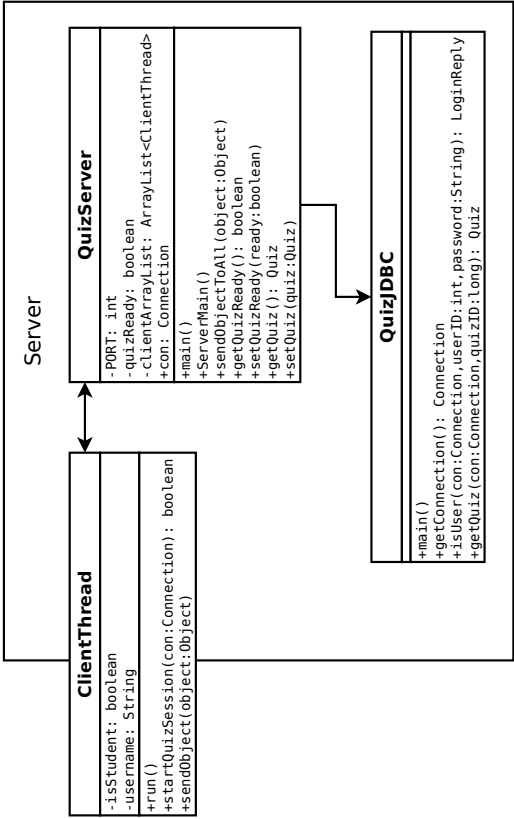 Server
ClientThread
-isStudent: boolean
-username: String
+run()
+startQuizSession(con:Connection): boolean
+sendObject(object:Object)
QuizServer
-PORT: int
-quizReady: boolean
-clientArrayList: ArrayList<ClientThread>
+con: Connection
+main()
+ServerMain()
+sendObjectToAll(object:Object)
+getQuizReady(): boolean
+setQuizReady(ready:boolean)
+getQuiz(): Quiz
+setQuiz(quiz:Quiz)
QuizJDBC
+main()
+getConnection(): Connection
+isUser(con:Connection,userID:int,password:String): LoginReply
+getQuiz(con:Connection,quizID:long): Quiz